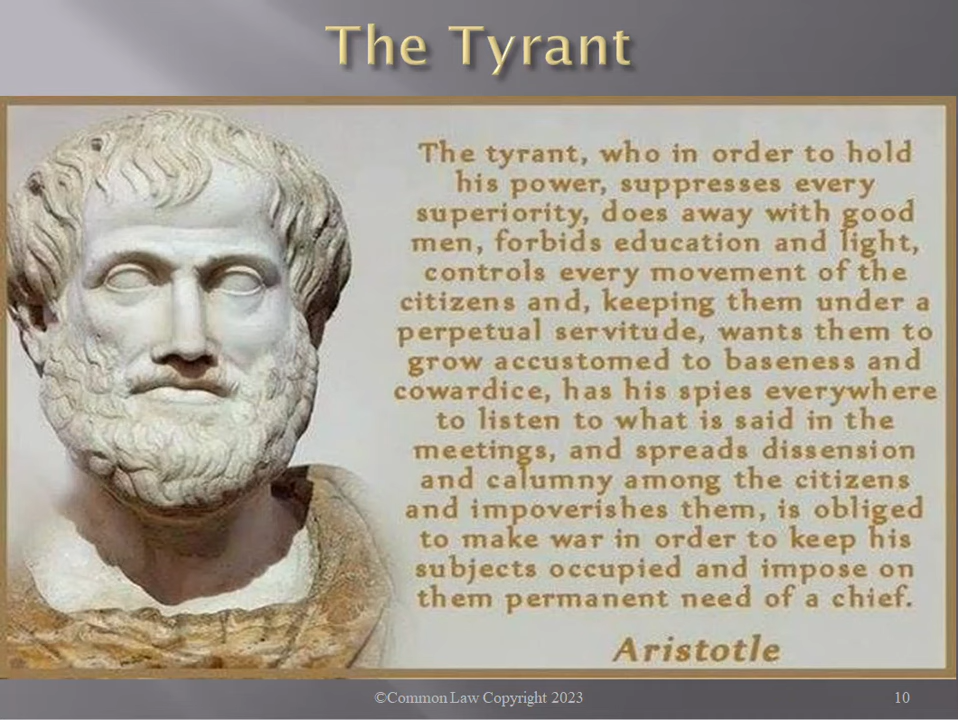 The Tyrant
The tyrant, who in order to hold
his power, suppresses every
superiority, does away with good
men, forbids education and light,
controls every movement of the
citizens and, keeping them under a
perpetual servitude, wants them to
grow accustomed to baseness and
cowardice, has his spies everywhere
to listen to what is said in the
meetings, and spreads dissension
and calumny among the citizens
and impoverishes them, is obliged
to make war in order to keep his
subjects occupied and impose on
them permanent need of a chief.
Aristotle
©Common Law Copyright 2023
10